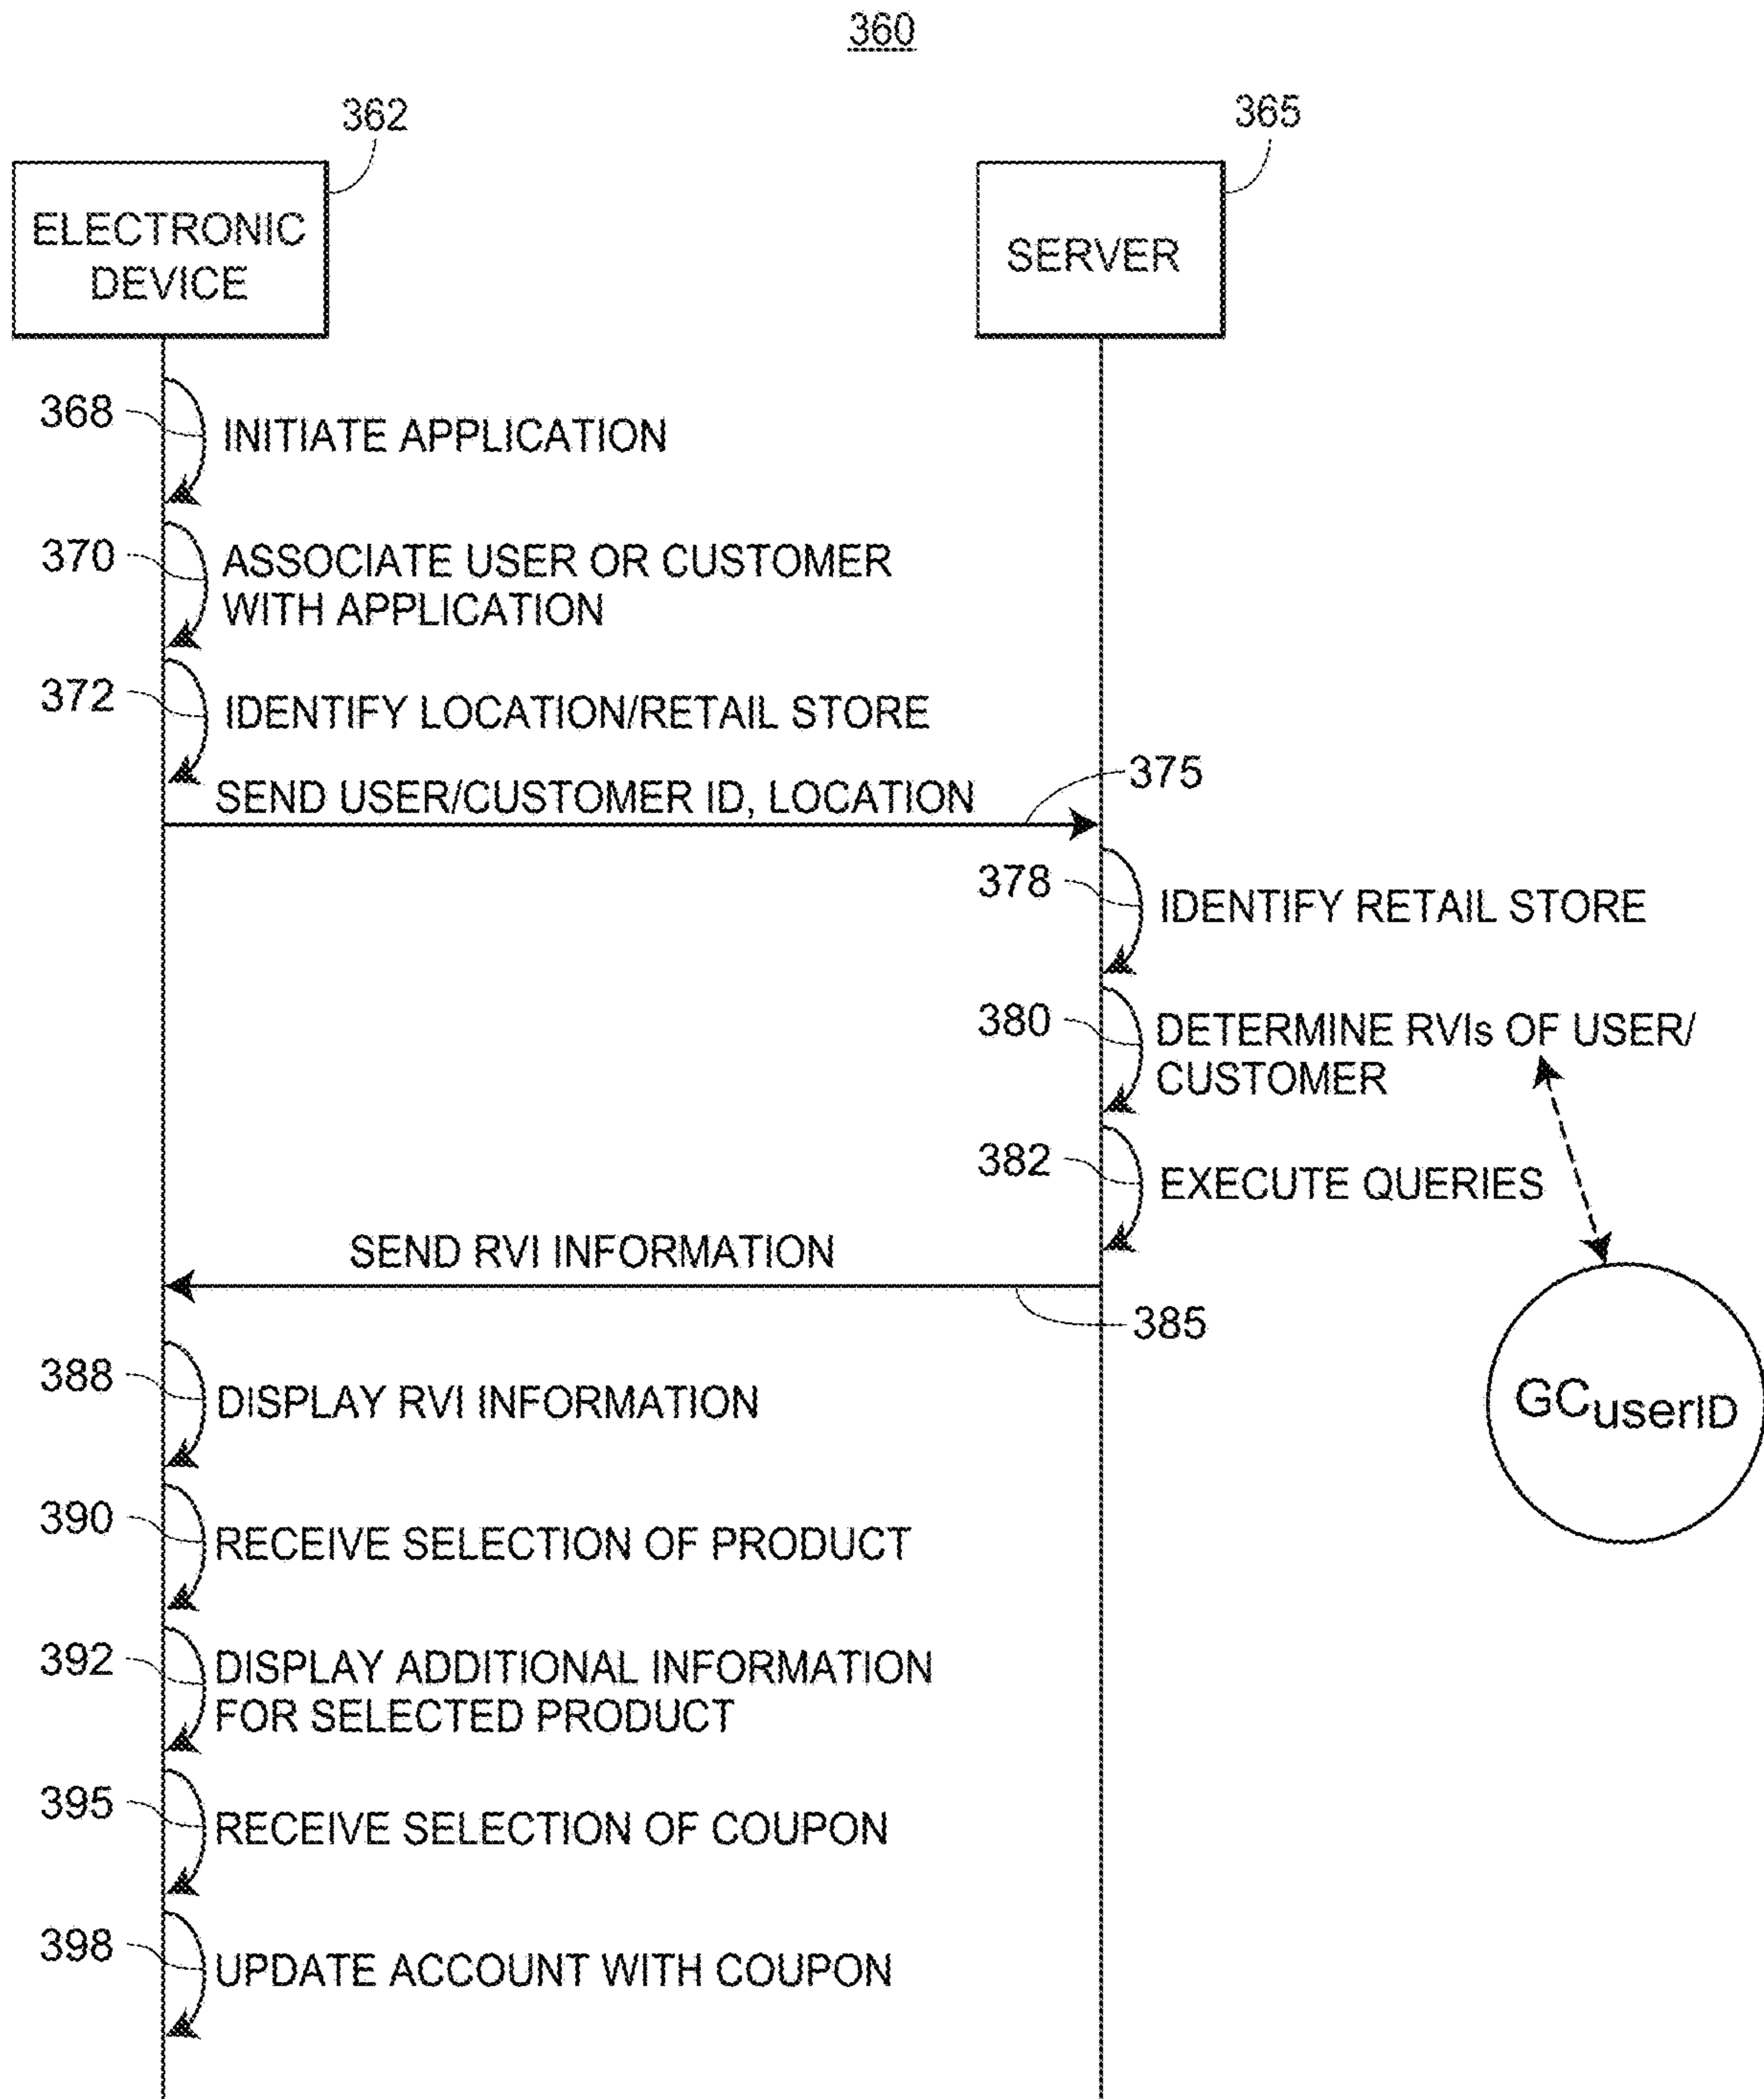 360
362
365
ELECTRONIC
DEVICE
SERVER
368
INITIATE APPLICATION
370
ASSOCIATE USER OR CUSTOMER
WITH APPLICATION
372
IDENTIFY LOCATION/RETAIL STORE
SEND USER/CUSTOMER ID, LOCATION
375
378
IDENTIFY RETAIL STORE
380
DETERMINE RVIs OF USER/
CUSTOMER
382
EXECUTE QUERIES
SEND RVI INFORMATION
385
GCuserID
388
DISPLAY RVI INFORMATION
390
RECEIVE SELECTION OF PRODUCT
392
DISPLAY ADDITIONAL INFORMATION
FOR SELECTED PRODUCT
395
RECEIVE SELECTION OF COUPON
398
UPDATE ACCOUNT WITH COUPON